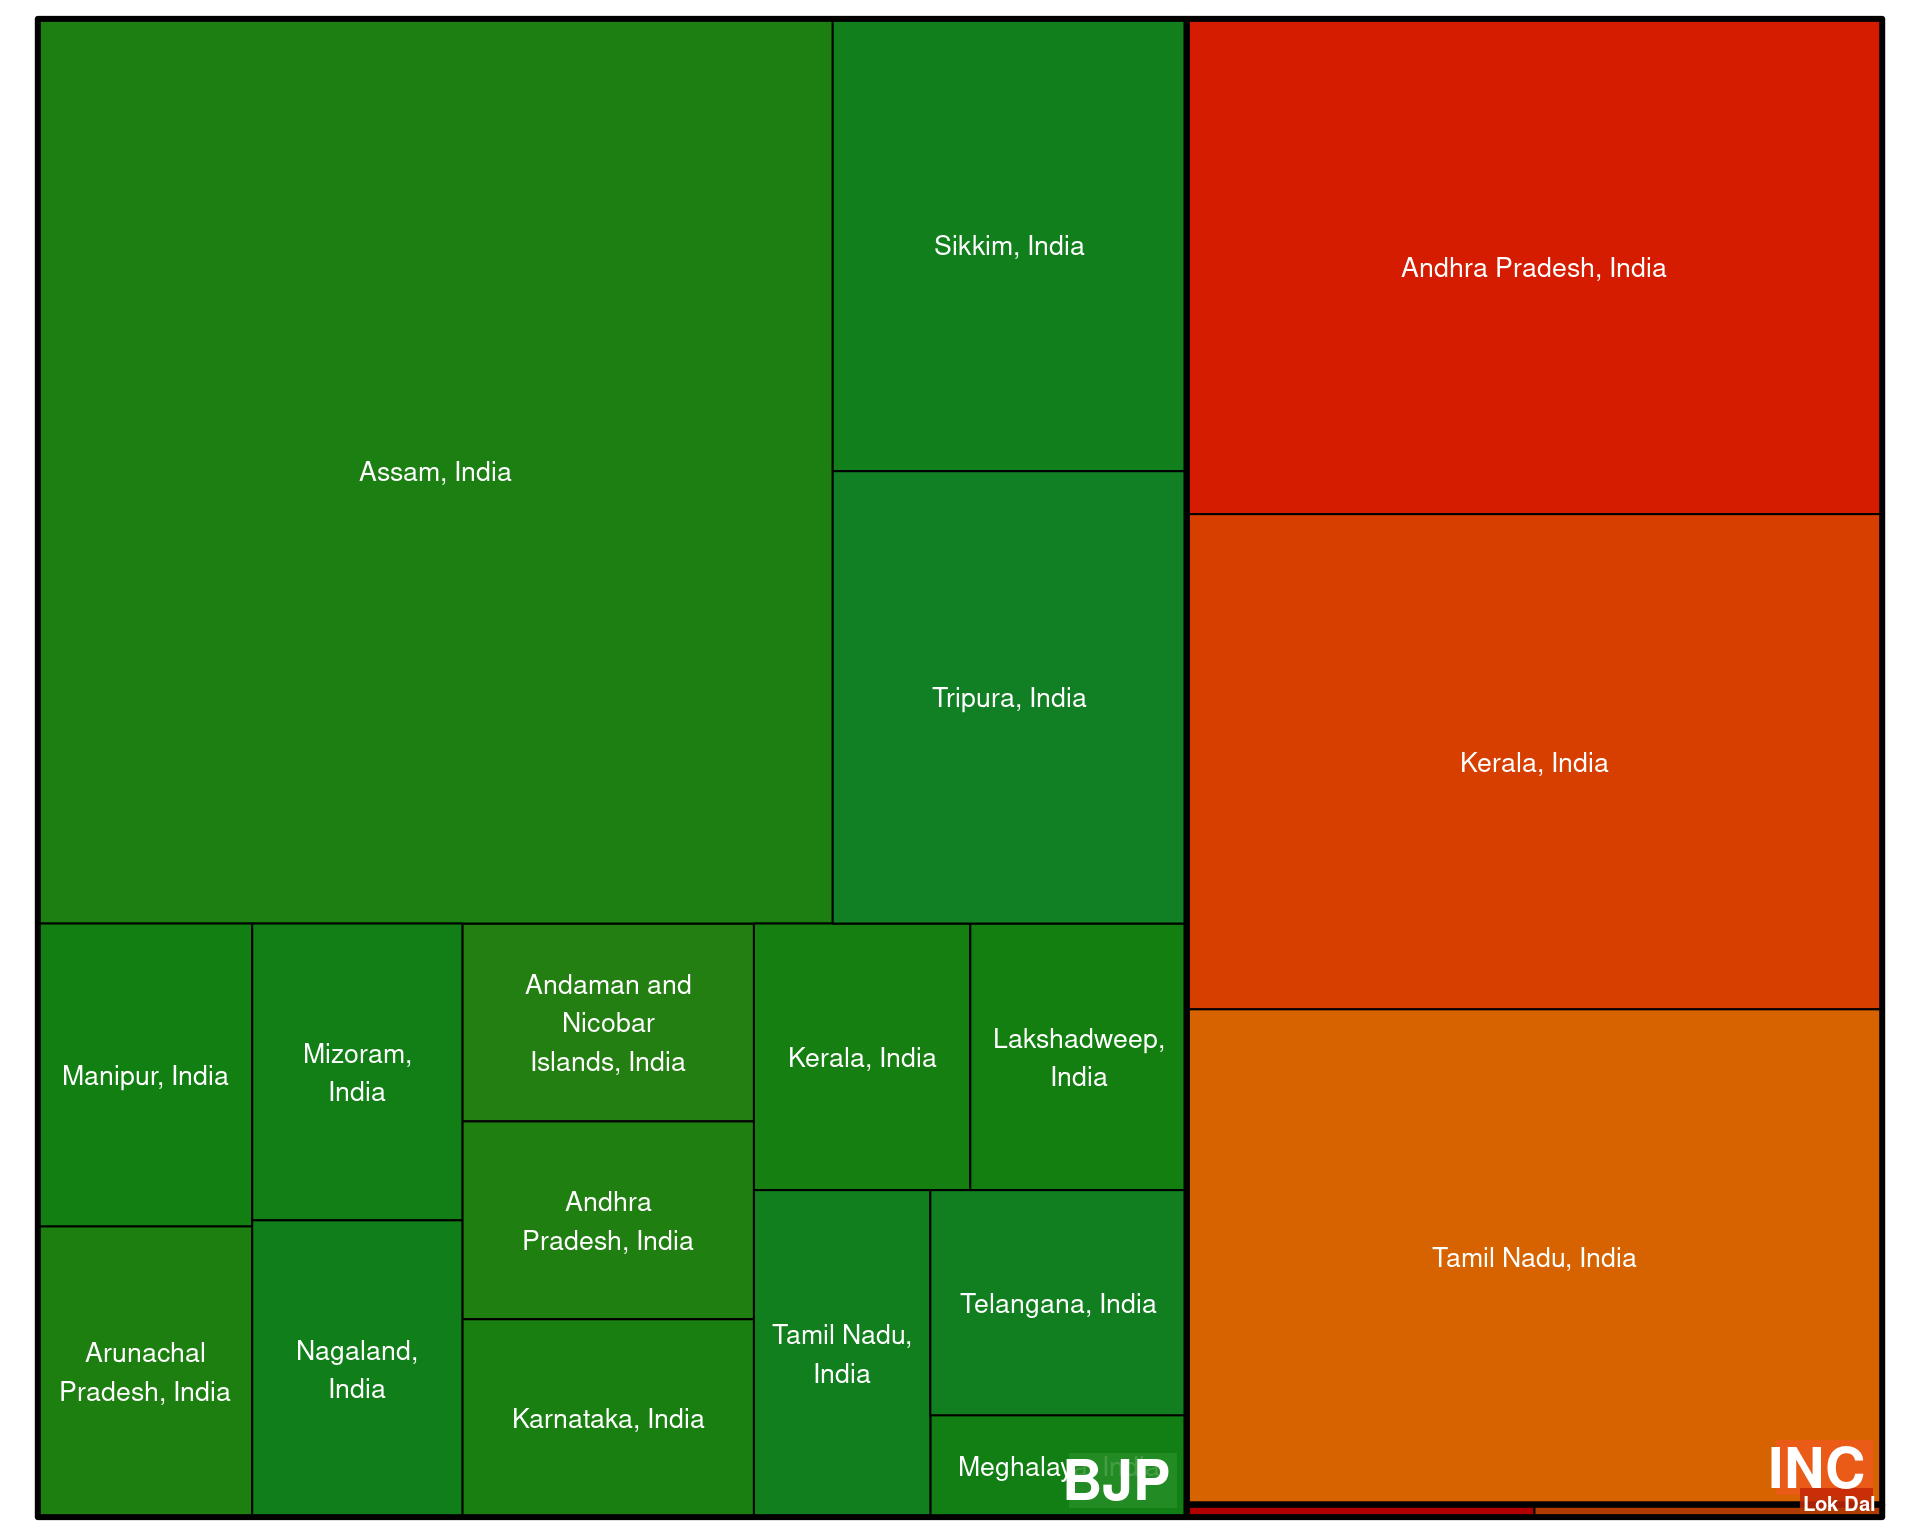 Assam, India
Sikkim, India
Tripura, India
Manipur, India
Arunachal
Pradesh, India
Mizoram,
India
Nagaland,
India
Andaman and
Nicobar
Islands, India
Andhra
Pradesh, India
Karnataka, India
Kerala, India
Lakshadweep,
India
Tamil Nadu,
India
Telangana, India
Meghalaya, India
BJP
Andhra Pradesh, India
Kerala, India
Tamil Nadu, India
INC
Lok Dal